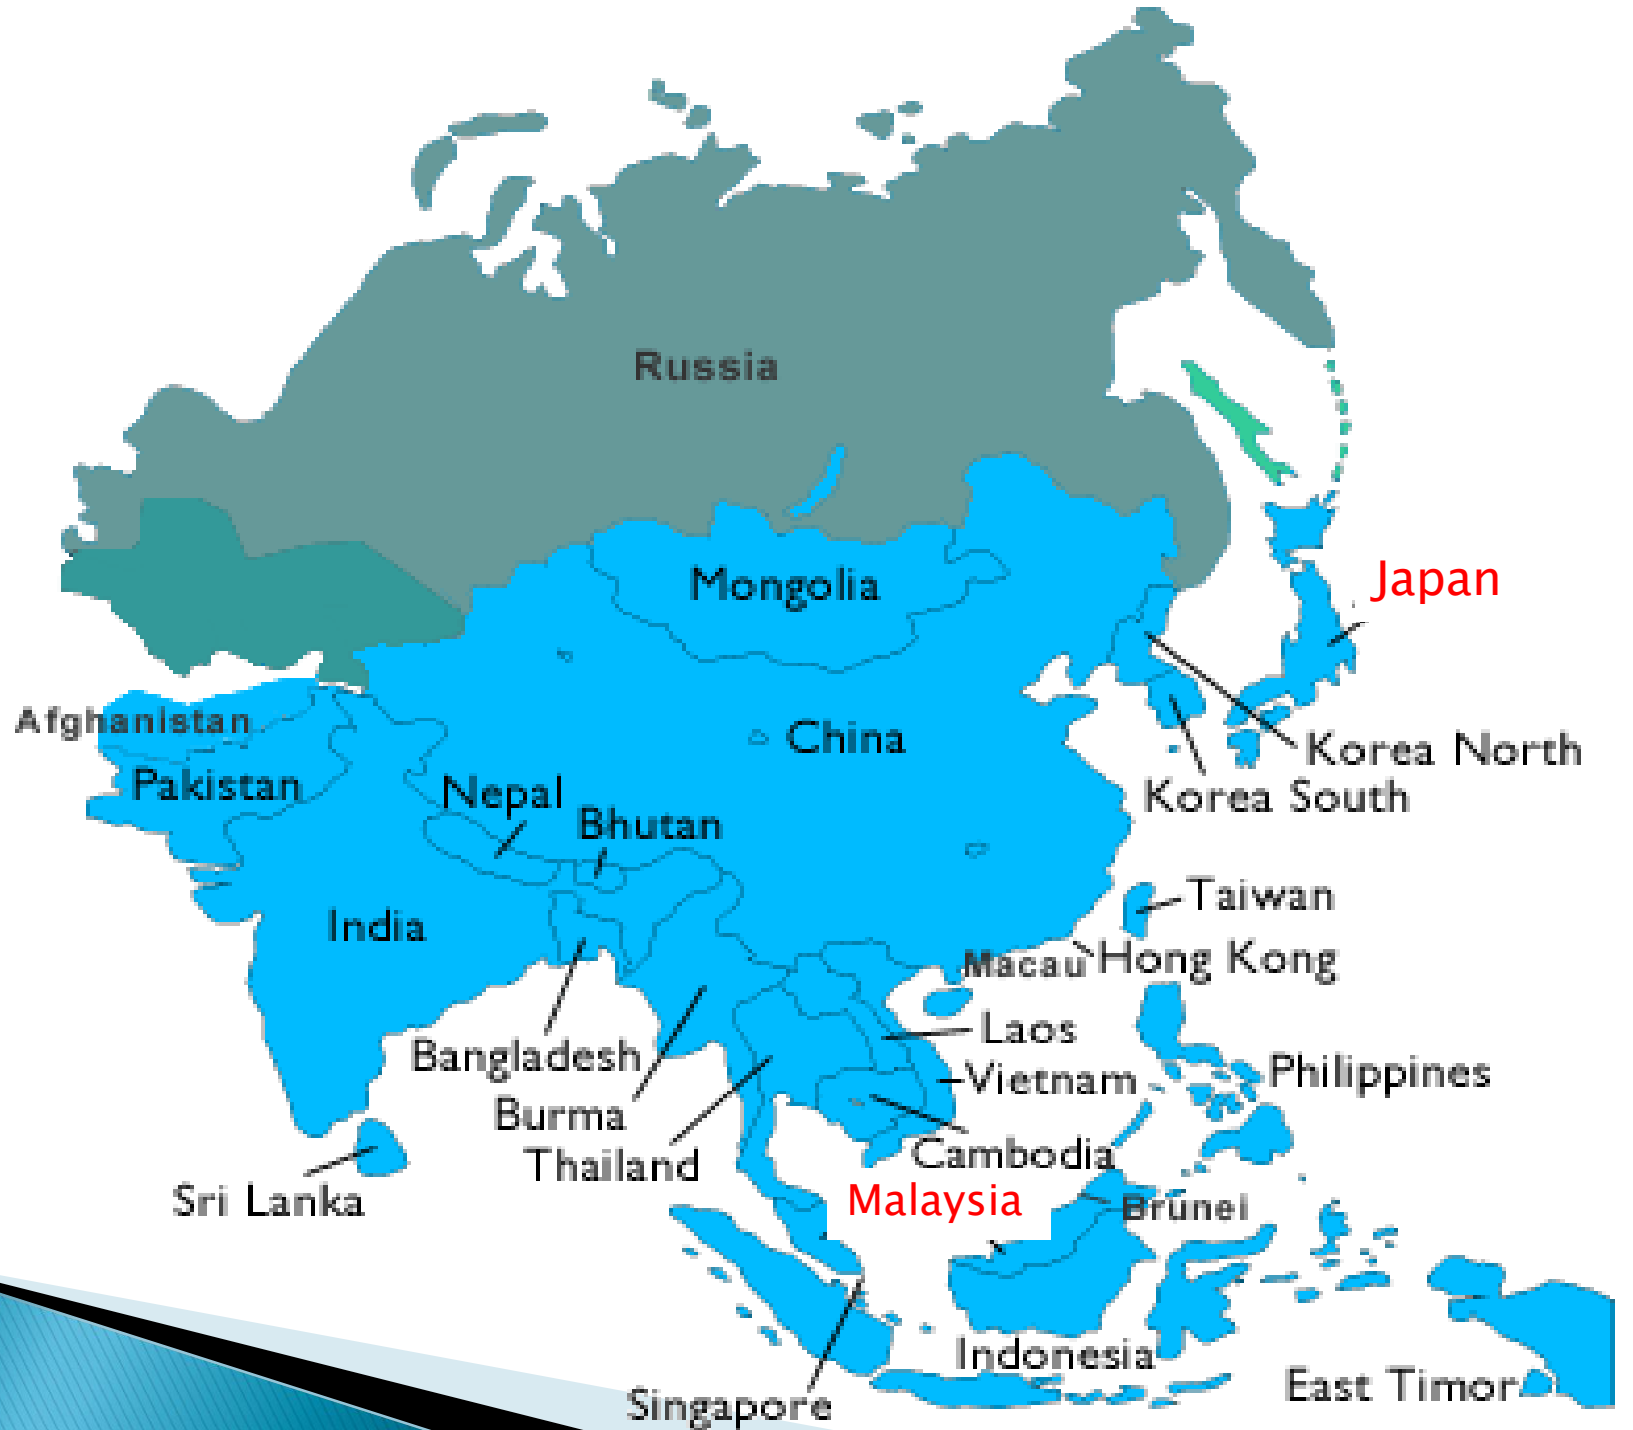 Russia
Mongolia
Japan
Afghanistan
China
Korea North
Pakistan
Korea South
Nepal
Bhutan
Taiwan
India
Macau
Hong Kong
Laos
Bangladesh
Vietnam
Philippines
Burma
Cambodia
Thailand
Sri Lanka
Malaysia
Brunei
Indonesia
East Timor
Singapore